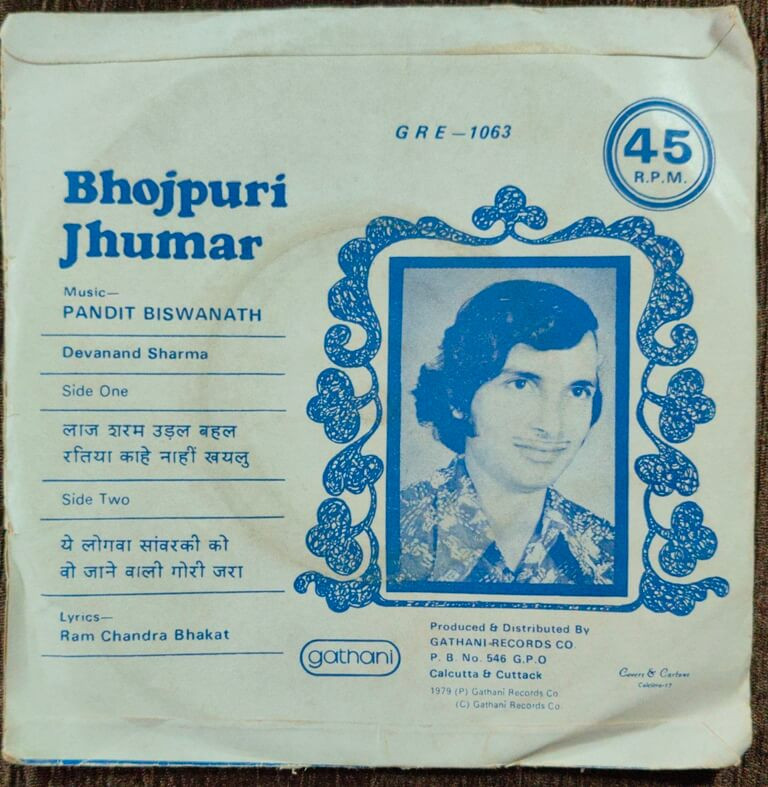 GRE-1063
45
R.P.M.
Bhojpuri
Jhumar
Music—
PANDIT BISWANATH
Devanand Sharma
Side One
लाज शरम उड़ल बहल
रतिया काहे नाहीं खयलु
Side Two
ये लोगवा सांवरकी को
वो जाने वाली गोरी जरा
Lyrics—
Ram Chandra Bhakat
gathani
Produced & Distributed By
GATHANI RECORDS CO.
P. B. No. 546 G.P.O
Calcutta & Cuttack
1979 (P) Gathani Records Co
(C) Gathani Records Co.
Covers & Cartons
Calcutta-13